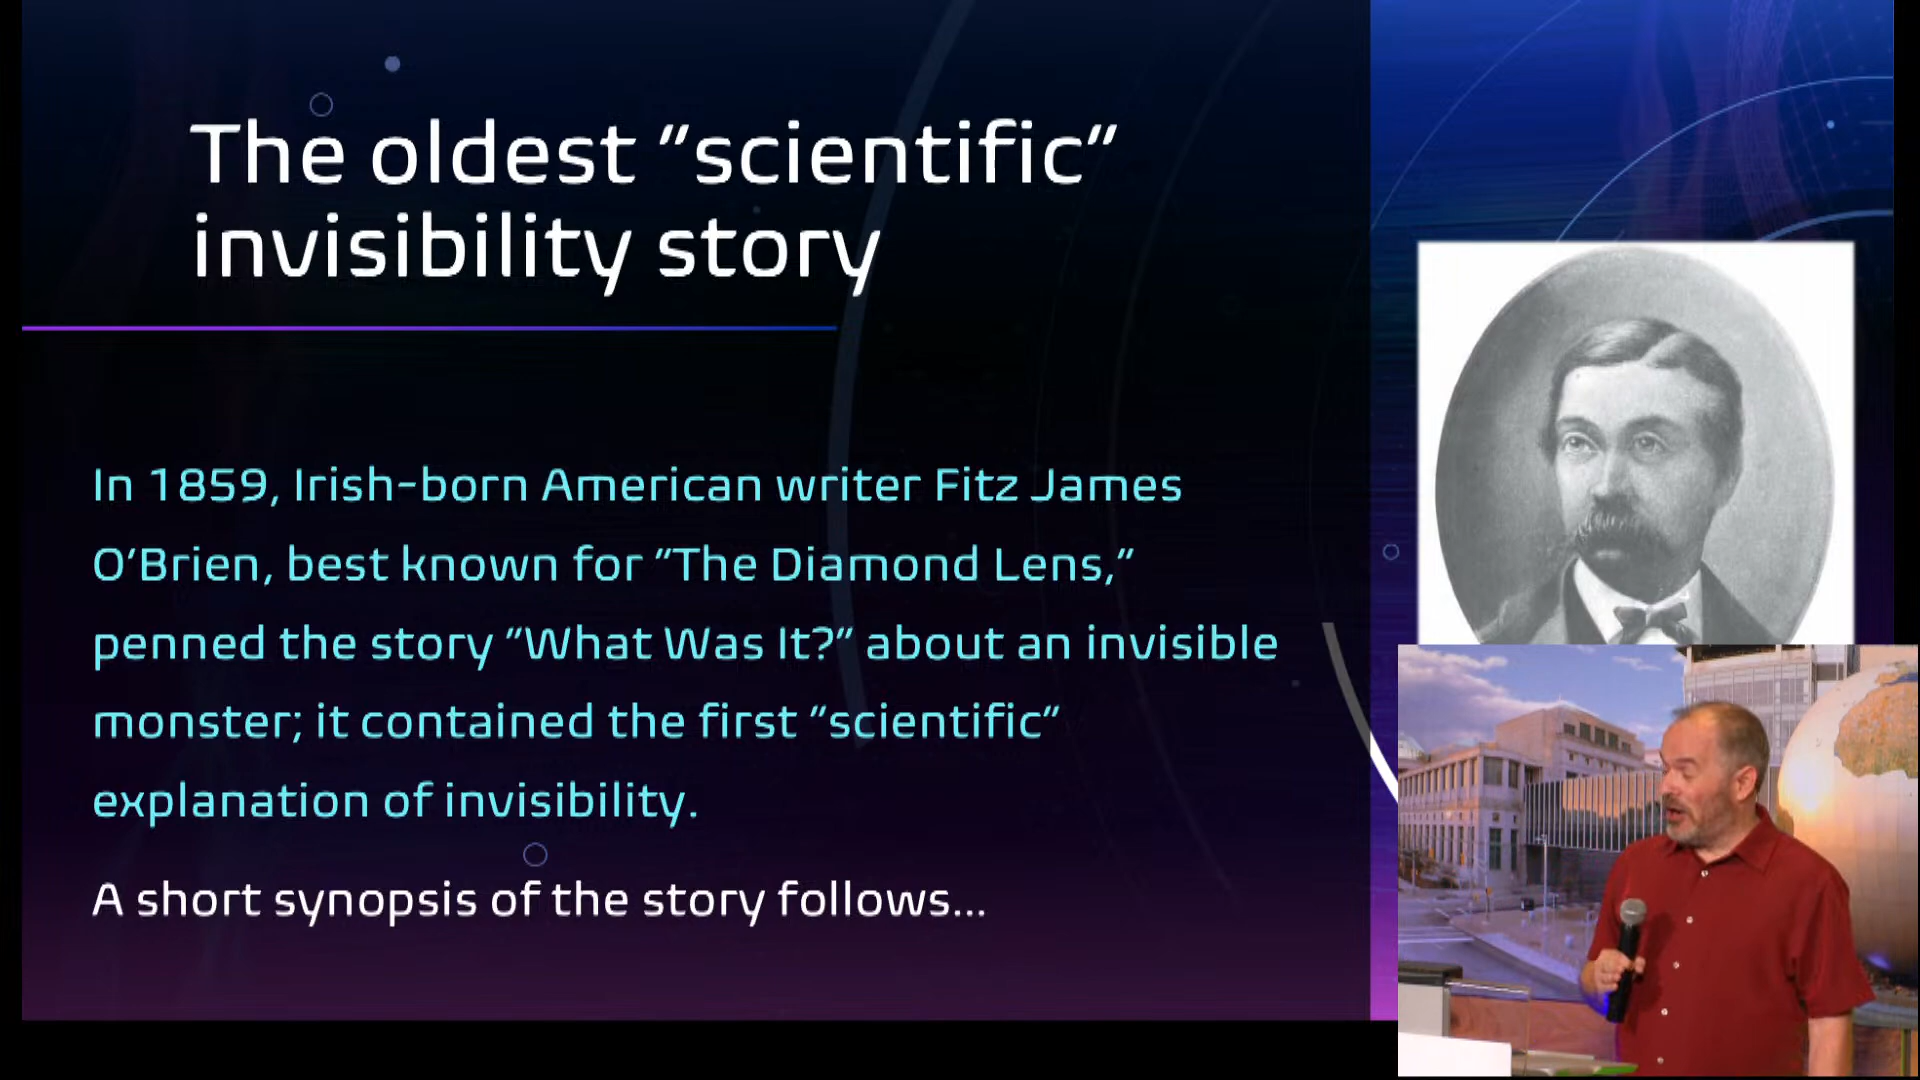 The oldest "scientific"
invisibility story
In 1859, Irish-born American writer Fitz James
O'Brien, best known for "The Diamond Lens,"
penned the story "What Was It?" about an invisible
monster; it contained the first "scientific"
explanation of invisibility.
A short synopsis of the story follows...